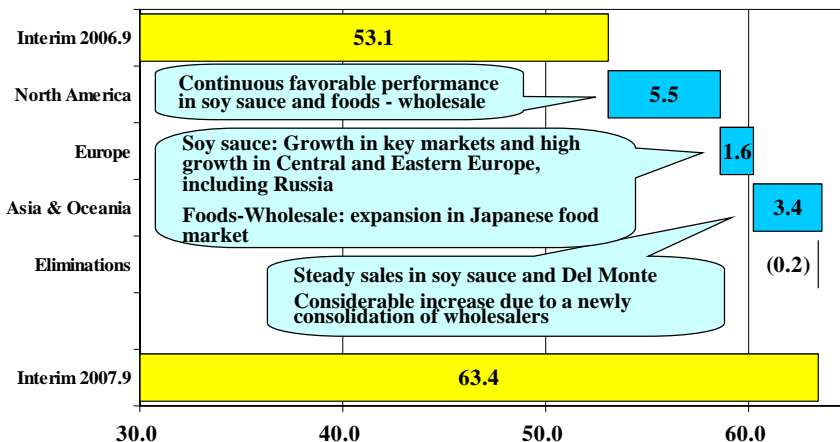 Interim 2006.9
53.1
North America
Continuous favorable performance
in soy sauce and foods - wholesale
5.5
Europe
Soy sauce: Growth in key markets and high
growth in Central and Eastern Europe,
including Russia
Foods-Wholesale: expansion in Japanese food
market
1.6
Asia & Oceania
3.4
Eliminations
(0.2)
Steady sales in soy sauce and Del Monte
Considerable increase due to a newly
consolidation of wholesalers
Interim 2007.9
63.4
30.0
40.0
50.0
60.0